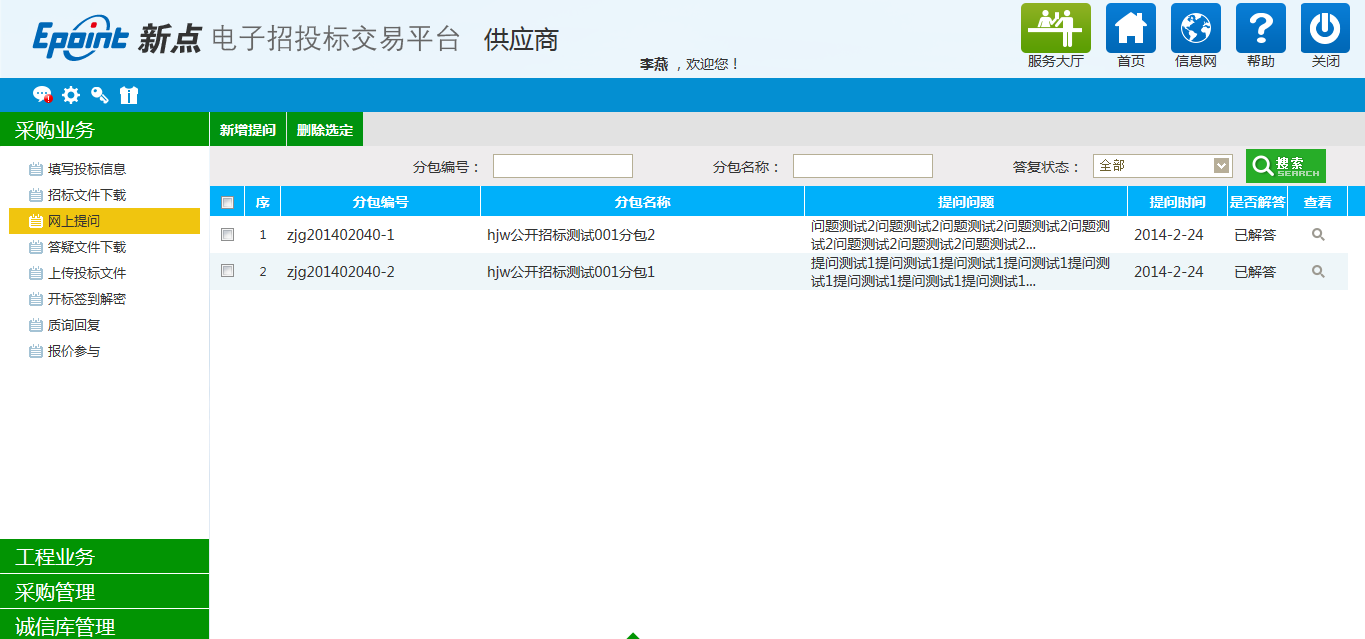 Epoint 新点 电子招投标交易平台 供应商
李燕 ，欢迎您！
服务大厅 首页 信息网 帮助 关闭
采购业务
填写投标信息
招标文件下载
网上提问
答疑文件下载
上传投标文件
开标签到解密
质询回复
报价参与
工程业务
采购管理
诚信库管理
新增提问 删除选定
分包编号： 分包名称： 答复状态： 全部 搜索
SEARCH
序 分包编号 分包名称 提问问题 提问时间 是否解答 查看
1 zjg201402040-1 hjw公开招标测试001分包2 问题测试2问题测试2问题测试2问题测试2问题测 2014-2-24 已解答
试2问题测试2问题测试2问题测试2...
2 zjg201402040-2 hjw公开招标测试001分包1 提问测试1提问测试1提问测试1提问测试1提问测 2014-2-24 已解答
试1提问测试1提问测试1提问测试1...